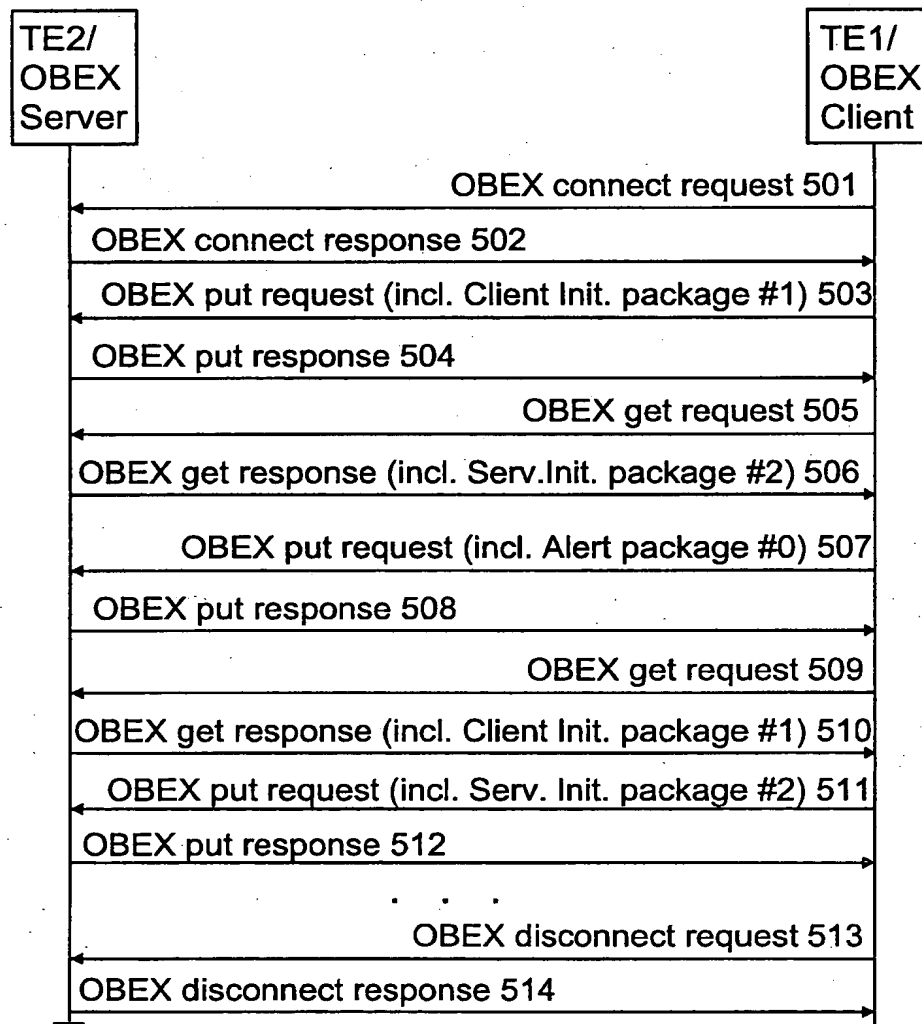 TE2/
OBEX
Server
TE1/
OBEX
Client
OBEX connect request 501
OBEX connect response 502
OBEX put request (incl. Client Init. package #1) 503
OBEX put response 504
OBEX get request 505
OBEX get response (incl. Serv.Init. package #2) 506
OBEX put request (incl. Alert package #0) 507
OBEX put response 508
OBEX get request 509
OBEX get response (incl. Client Init. package #1) 510
OBEX put request (incl. Serv. Init. package #2) 511
OBEX put response 512
. . .
OBEX disconnect request 513
OBEX disconnect response 514